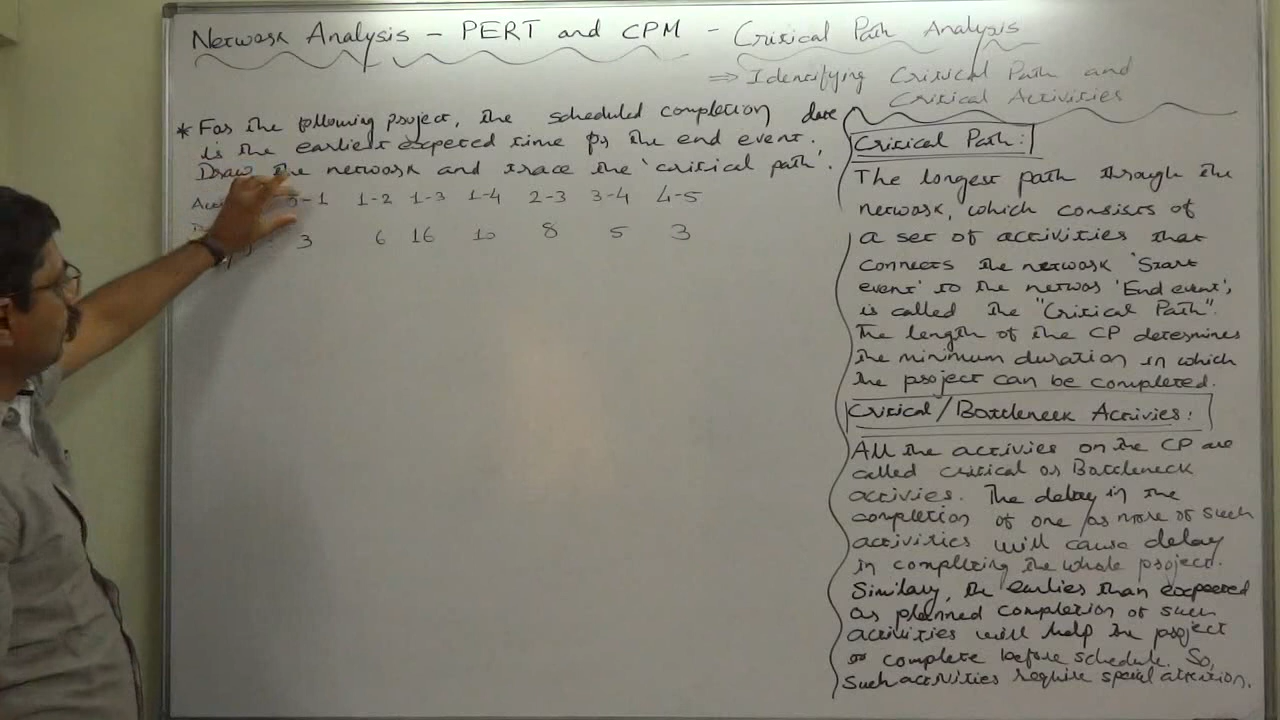 Network Analysis - PERT and CPM - Critical Path Analysis
⇒ Identifying Critical Path and
Critical Activities
* For the following project, the scheduled completion date
is the earliest expected time for the end event.
Draw the network and trace the 'critical path'.
1-2 1-3 1-4 2-3 3-4 4-5
3 6 16 10 8 5 3
Critical Path:
The longest path through the
network, which consists of
a set of activities that
connects the network 'Start
event' to the networ 'End event',
is called the "Critical Path".
The length of the CP determines
the minimum duration in which
the project can be completed.
Critical/Bottleneck Activies:
All the activies on the CP are
called critical or Bottleneck
activies. The delay in the
completion of one or more of such
activities will cause delay
in completing the whole project.
Similary, the earlier than expected
or planned completion of such
activities will help the project
to complete before schedule. So,
Such activities require special attention.